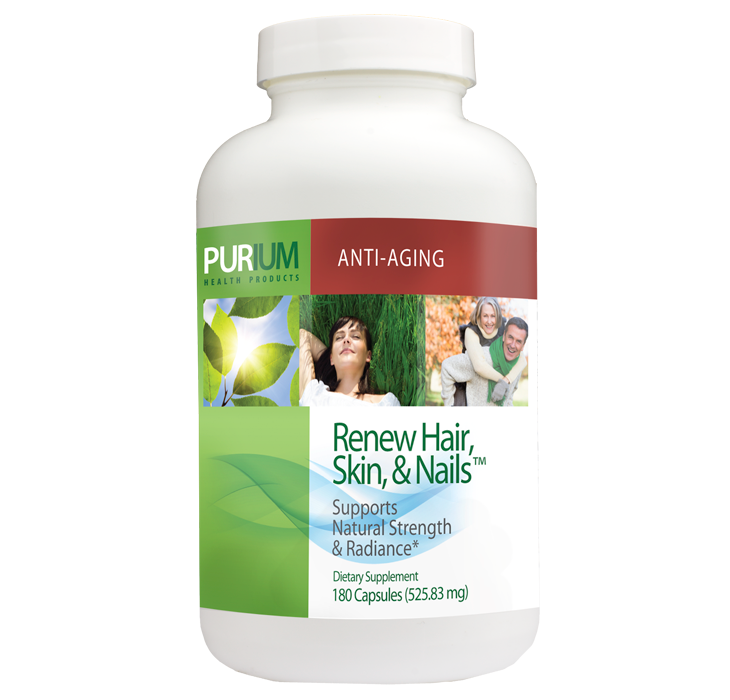 PURIUM
HEALTH PRODUCTS
ANTI-AGING
Renew Hair,
Skin, & Nails™
Supports
Natural Strength
& Radiance*
Dietary Supplement
180 Capsules (525.83 mg)